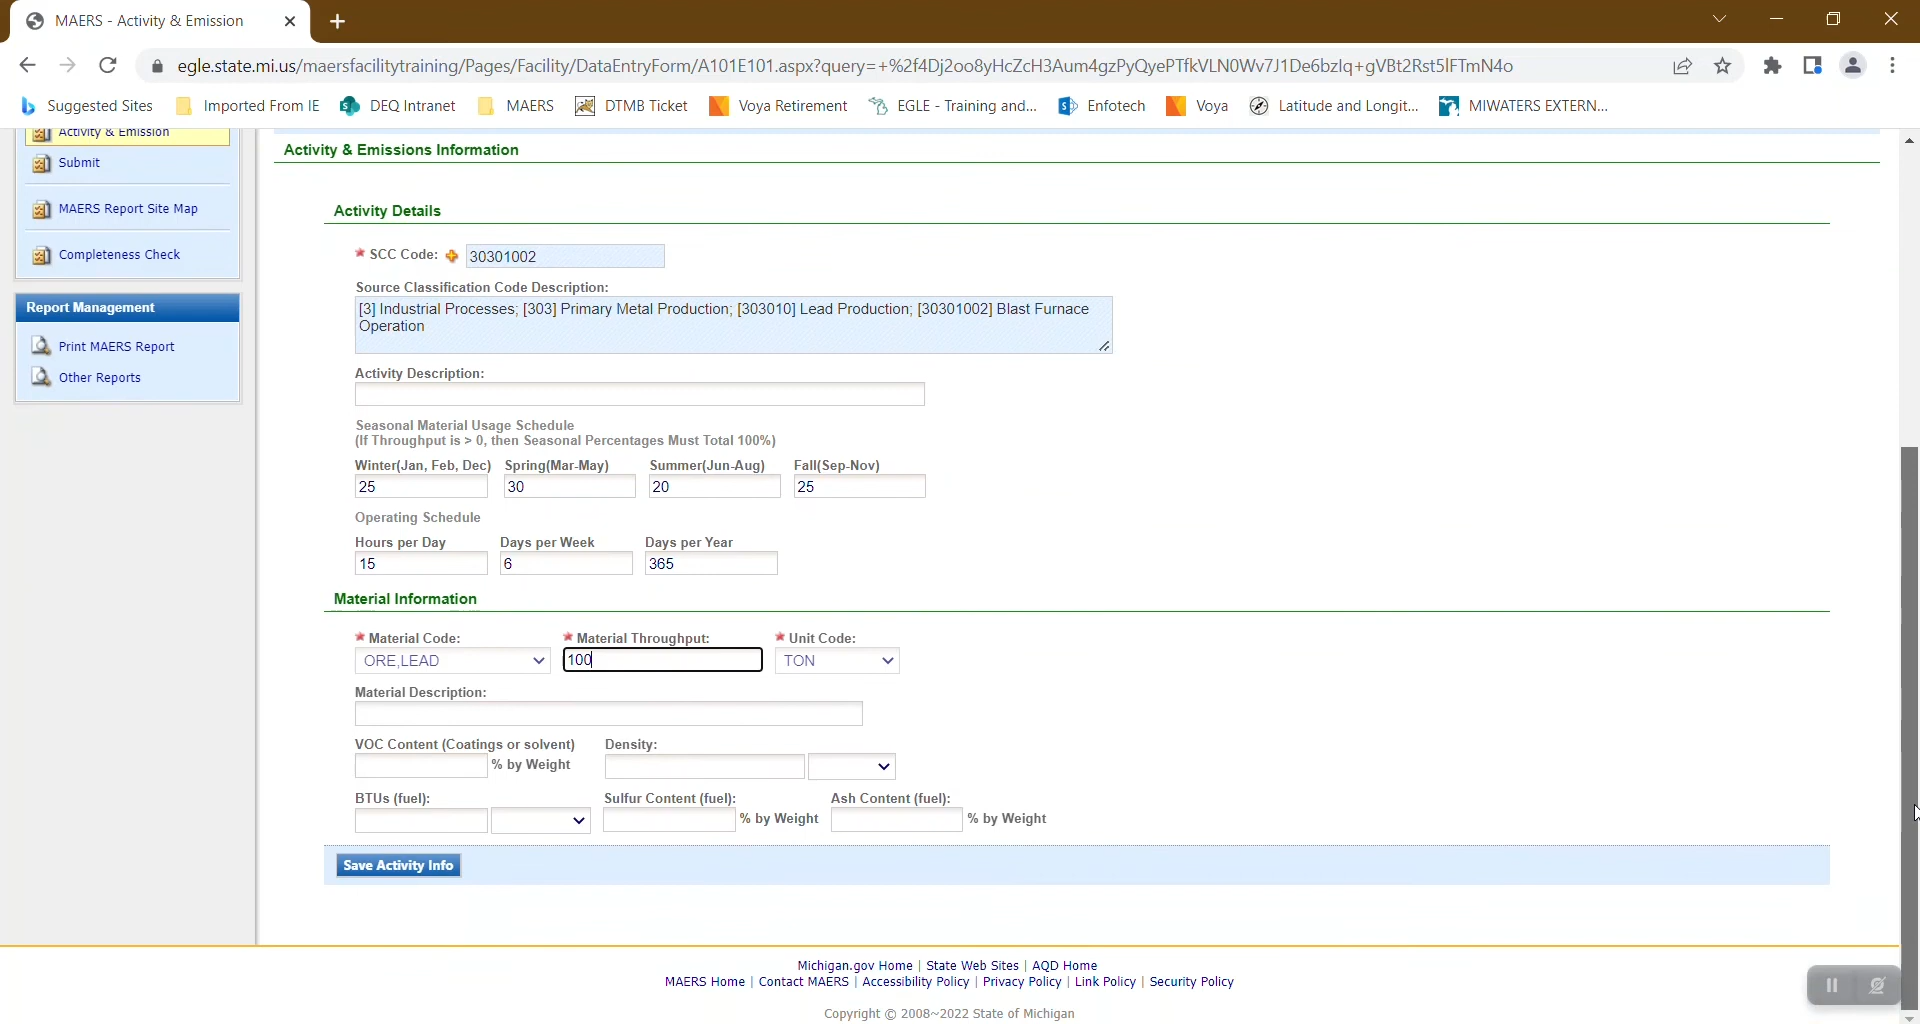 MAERS - Activity & Emission
egle.state.mi.us/maersfacilitytraining/Pages/Facility/DataEntryForm/A101E101.aspx?query=+%2f4Dj2oo8yHcZcH3Aum4gzPyQyePTfkVLN0Wv7J1De6bzIq+gVBt2Rst5lFTmN4o
Suggested Sites Imported From IE DEQ Intranet MAERS DTMB Ticket Voya Retirement EGLE - Training and... Enfotech Voya Latitude and Longit... MIWATERS EXTERN...
Activity & Emission
Submit
MAERS Report Site Map
Completeness Check
Report Management
Print MAERS Report
Other Reports
Activity & Emissions Information
Activity Details
* SCC Code: 30301002
Source Classification Code Description:
[3] Industrial Processes; [303] Primary Metal Production; [303010] Lead Production; [30301002] Blast Furnace
Operation
Activity Description:
Seasonal Material Usage Schedule
(If Throughput is > 0, then Seasonal Percentages Must Total 100%)
Winter(Jan, Feb, Dec) Spring(Mar-May) Summer(Jun-Aug) Fall(Sep-Nov)
25 30 20 25
Operating Schedule
Hours per Day Days per Week Days per Year
15 6 365
Material Information
* Material Code: * Material Throughput: * Unit Code:
ORE,LEAD 100 TON
Material Description:
VOC Content (Coatings or solvent) Density:
% by Weight
BTUs (fuel): Sulfur Content (fuel): Ash Content (fuel):
% by Weight % by Weight
Save Activity Info
Michigan.gov Home | State Web Sites | AQD Home
MAERS Home | Contact MAERS | Accessibility Policy | Privacy Policy | Link Policy | Security Policy
Copyright © 2008~2022 State of Michigan